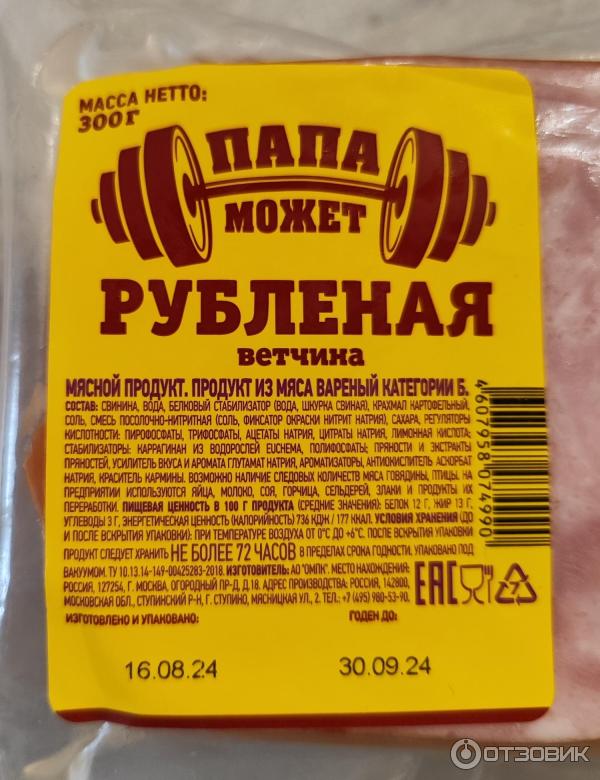 МАССА НЕТТО:
300Г
ПАПА
МОЖЕТ
РУБЛЕНАЯ
ветчина
МЯСНОЙ ПРОДУКТ. ПРОДУКТ ИЗ МЯСА ВАРЕНЫЙ КАТЕГОРИИ Б.
СОСТАВ: СВИНИНА, ВОДА, БЕЛКОВЫЙ СТАБИЛИЗАТОР (ВОДА, ШКУРКА СВИНАЯ), КРАХМАЛ КАРТОФЕЛЬНЫЙ,
СОЛЬ, СМЕСЬ ПОСОЛОЧНО-НИТРИТНАЯ (СОЛЬ, ФИКСАТОР ОКРАСКИ НИТРИТ НАТРИЯ), САХАРА, РЕГУЛЯТОРЫ
КИСЛОТНОСТИ: ПИРОФОСФАТЫ, ТРИФОСФАТЫ, АЦЕТАТЫ НАТРИЯ, ЦИТРАТЫ НАТРИЯ, ЛИМОННАЯ КИСЛОТА;
СТАБИЛИЗАТОРЫ: КАРРАГИНАН ИЗ ВОДОРОСЛЕЙ EUCHEMA, ПОЛИФОСФАТЫ; ПРЯНОСТИ И ЭКСТРАКТЫ
ПРЯНОСТЕЙ, УСИЛИТЕЛЬ ВКУСА И АРОМАТА ГЛУТАМАТ НАТРИЯ, АРОМАТИЗАТОРЫ, АНТИОКИСЛИТЕЛЬ АСКОРБАТ
НАТРИЯ, КРАСИТЕЛЬ КАРМИНЫ. ВОЗМОЖНО НАЛИЧИЕ СЛЕДОВЫХ КОЛИЧЕСТВ МЯСА ГОВЯДИНЫ, ПТИЦЫ. НА
ПРЕДПРИЯТИИ ИСПОЛЬЗУЮТСЯ ЯЙЦА, МОЛОКО, СОЯ, ГОРЧИЦА, СЕЛЬДЕРЕЙ, ЗЛАКИ И ПРОДУКТЫ ИХ
ПЕРЕРАБОТКИ. ПИЩЕВАЯ ЦЕННОСТЬ В 100 Г ПРОДУКТА (СРЕДНИЕ ЗНАЧЕНИЯ): БЕЛОК 12 Г, ЖИР 13 Г,
УГЛЕВОДЫ 3 Г, ЭНЕРГЕТИЧЕСКАЯ ЦЕННОСТЬ (КАЛОРИЙНОСТЬ) 736 КДЖ / 177 ККАЛ. УСЛОВИЯ ХРАНЕНИЯ (ДО
И ПОСЛЕ ВСКРЫТИЯ УПАКОВКИ): ПРИ ТЕМПЕРАТУРЕ ВОЗДУХА ОТ 0°С ДО +6°С. ПОСЛЕ ВСКРЫТИЯ УПАКОВКИ
ПРОДУКТ СЛЕДУЕТ ХРАНИТЬ НЕ БОЛЕЕ 72 ЧАСОВ В ПРЕДЕЛАХ СРОКА ГОДНОСТИ. УПАКОВАНО ПОД
ВАКУУМОМ. ТУ 10.13.14-149-00425283-2018. ИЗГОТОВИТЕЛЬ: АО "ОМПК". МЕСТО НАХОЖДЕНИЯ:
РОССИЯ, 127254, Г. МОСКВА, ОГОРОДНЫЙ ПР-Д, Д.18. АДРЕС ПРОИЗВОДСТВА: РОССИЯ, 142800,
МОСКОВСКАЯ ОБЛ., СТУПИНСКИЙ Р-Н, Г. СТУПИНО, МЯСНИЦКАЯ УЛ., 2. ТЕЛ.: +7 (495) 980-53-90.
4607958074990
EAC
7
ИЗГОТОВЛЕНО И УПАКОВАНО:
ГОДЕН ДО:
16.08.24
30.09.24
ОТЗОВИК